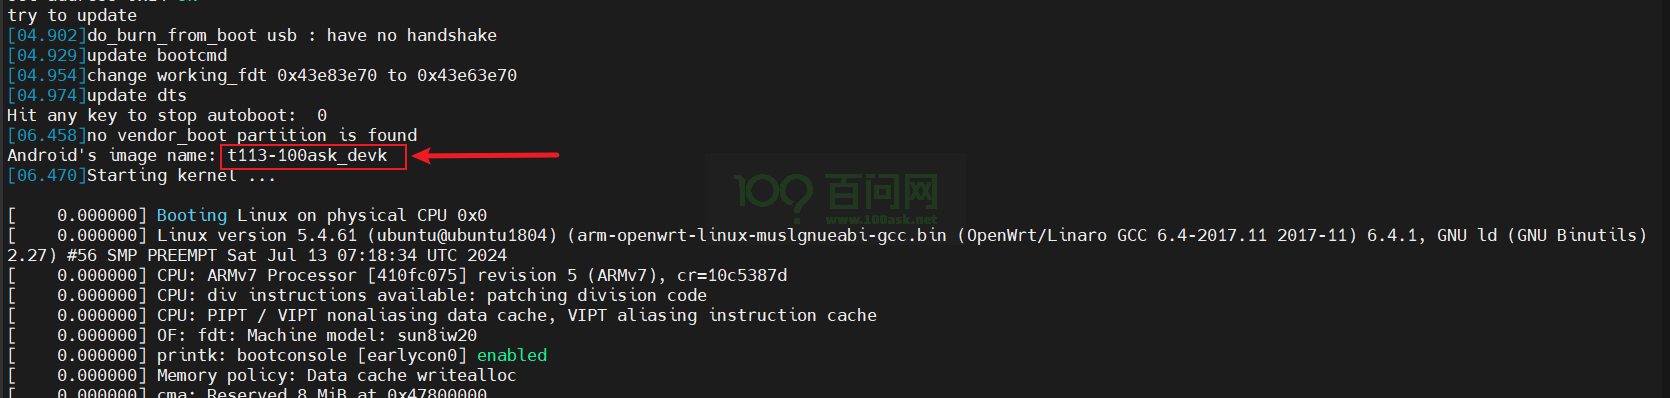 try to update
[04.902]do_burn_from_boot usb : have no handshake
[04.929]update bootcmd
[04.954]change working_fdt 0x43e83e70 to 0x43e63e70
[04.974]update dts
Hit any key to stop autoboot:  0
[06.458]no vendor_boot partition is found
Android's image name: t113-100ask_devk
[06.470]Starting kernel ...
百问网
www.100ask.net
[    0.000000] Booting Linux on physical CPU 0x0
[    0.000000] Linux version 5.4.61 (ubuntu@ubuntu1804) (arm-openwrt-linux-muslgnueabi-gcc.bin (OpenWrt/Linaro GCC 6.4-2017.11 2017-11) 6.4.1, GNU ld (GNU Binutils)
2.27) #56 SMP PREEMPT Sat Jul 13 07:18:34 UTC 2024
[    0.000000] CPU: ARMv7 Processor [410fc075] revision 5 (ARMv7), cr=10c5387d
[    0.000000] CPU: div instructions available: patching division code
[    0.000000] CPU: PIPT / VIPT nonaliasing data cache, VIPT aliasing instruction cache
[    0.000000] OF: fdt: Machine model: sun8iw20
[    0.000000] printk: bootconsole [earlycon0] enabled
[    0.000000] Memory policy: Data cache writealloc
[    0.000000] cma: Reserved 8 MiB at 0x47800000